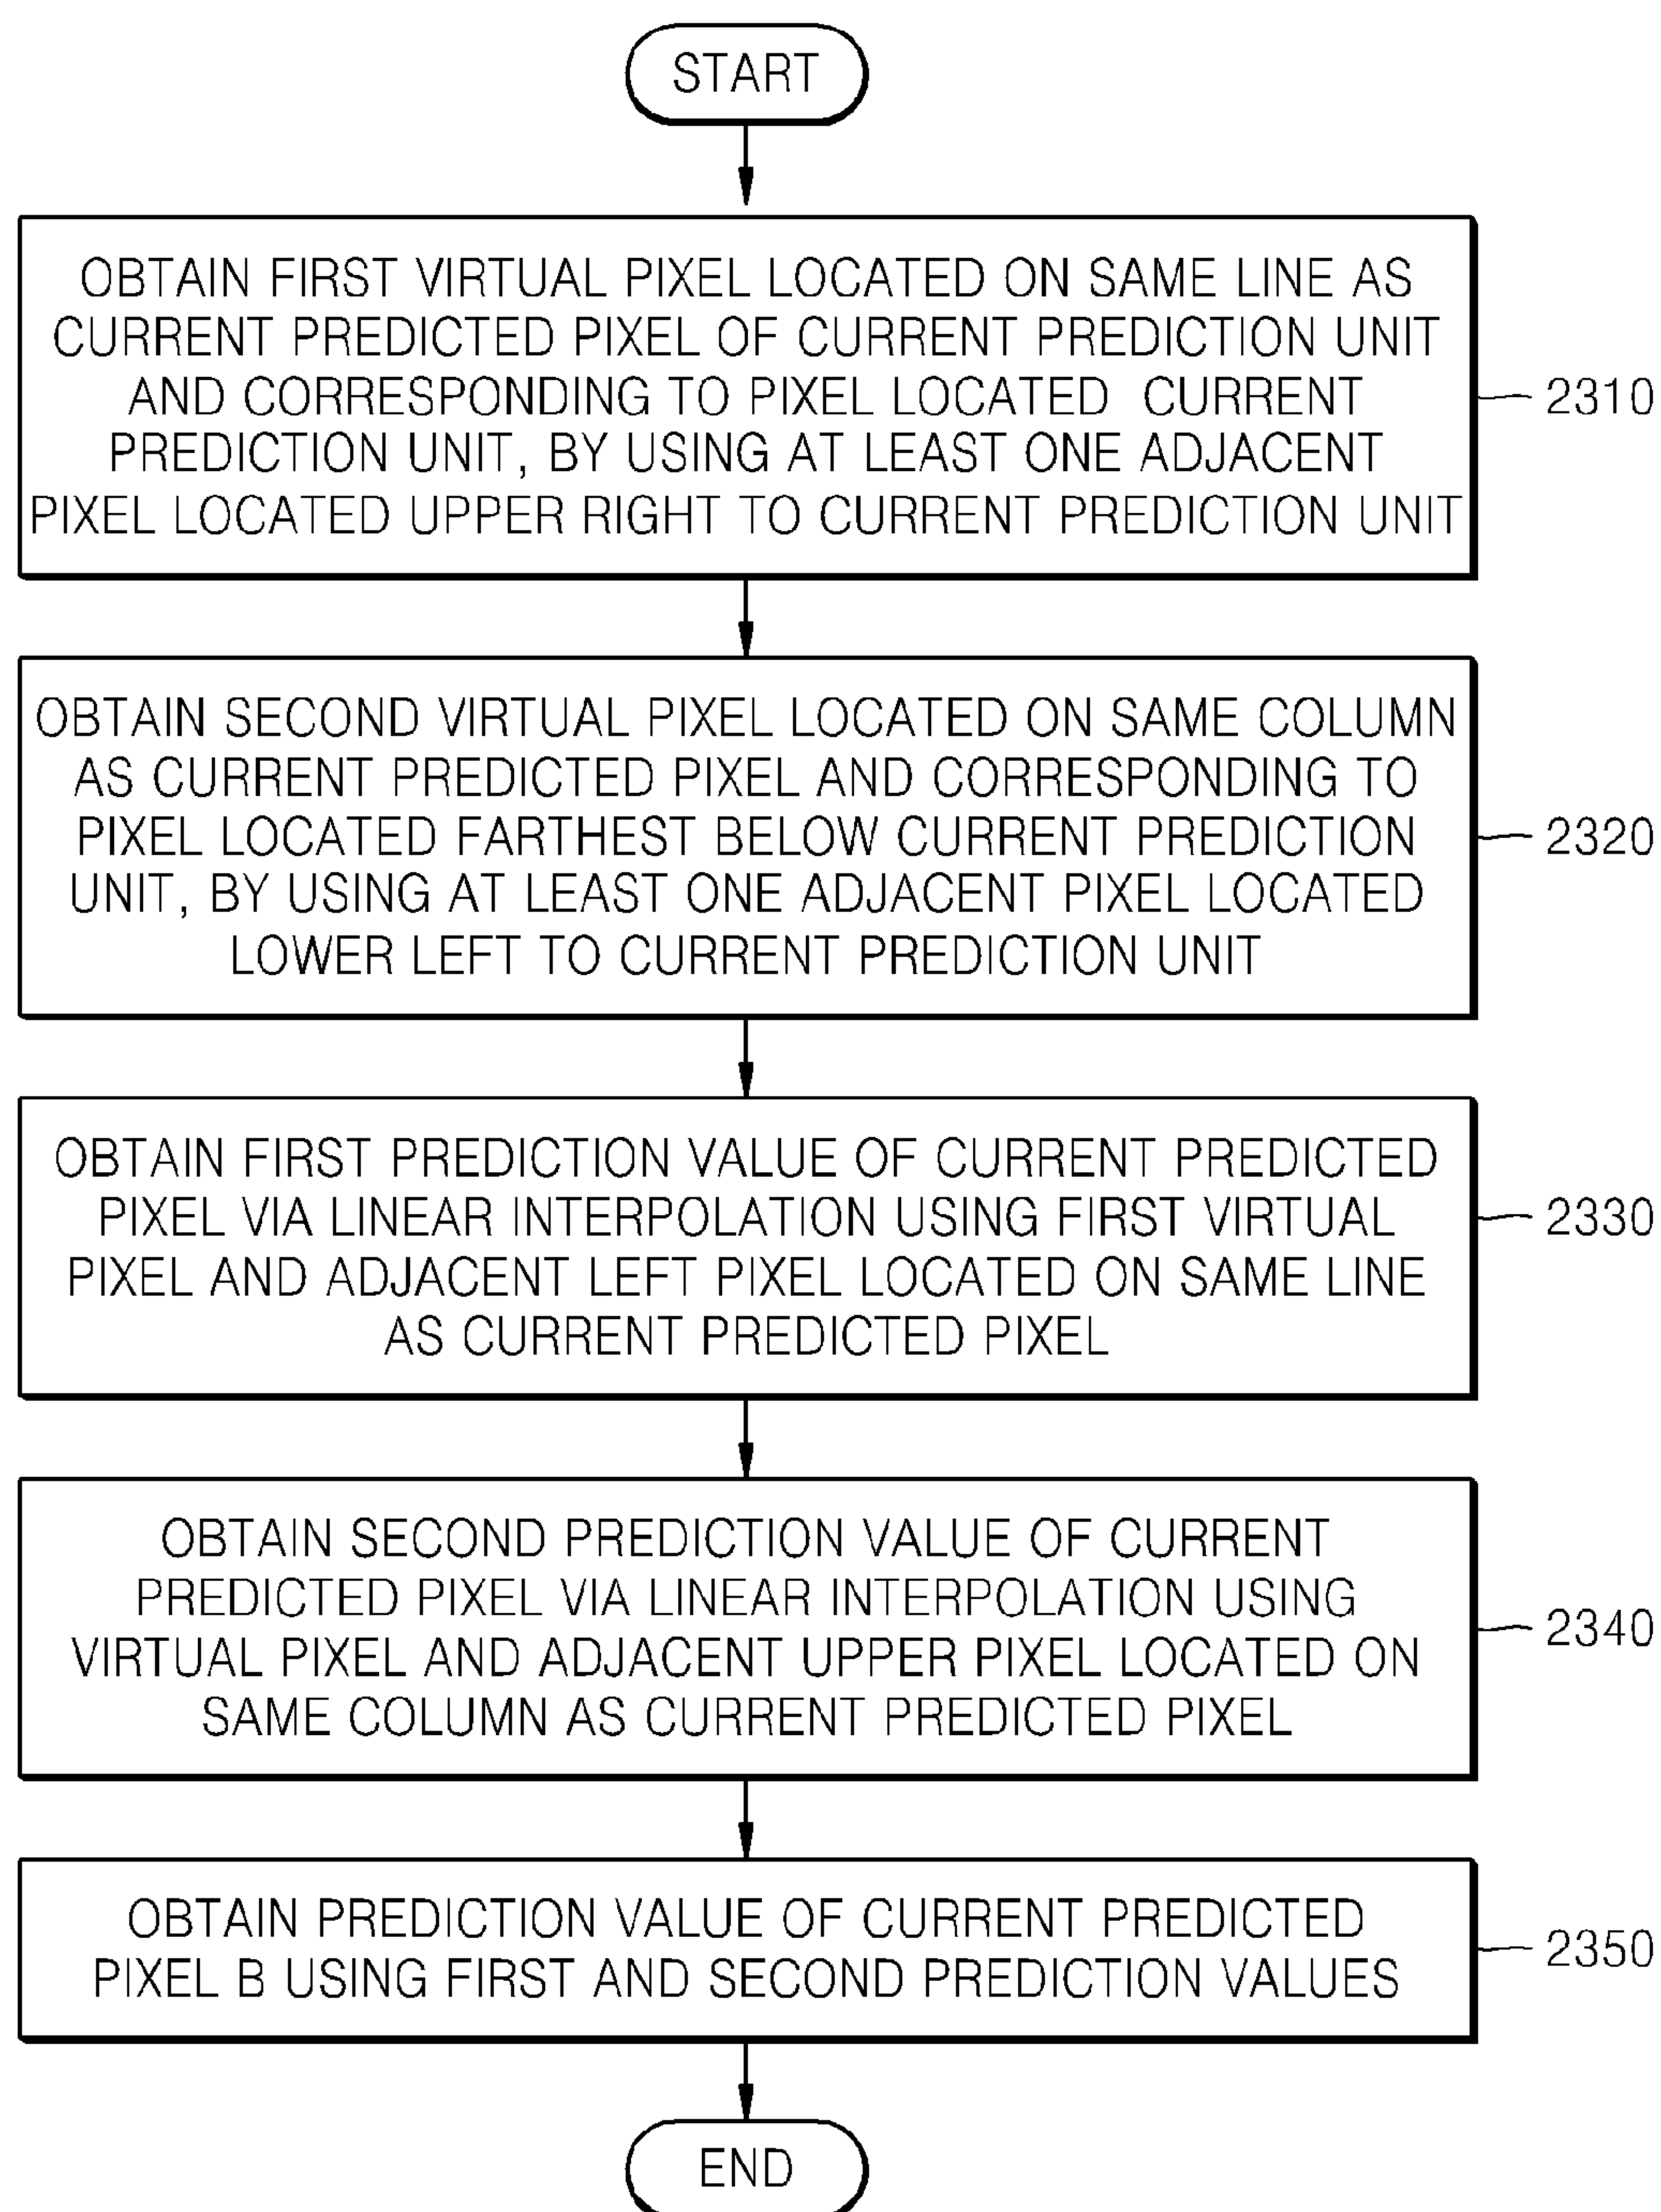 START
OBTAIN FIRST VIRTUAL PIXEL LOCATED ON SAME LINE AS
CURRENT PREDICTED PIXEL OF CURRENT PREDICTION UNIT
AND CORRESPONDING TO PIXEL LOCATED CURRENT
PREDICTION UNIT, BY USING AT LEAST ONE ADJACENT
PIXEL LOCATED UPPER RIGHT TO CURRENT PREDICTION UNIT
2310
OBTAIN SECOND VIRTUAL PIXEL LOCATED ON SAME COLUMN
AS CURRENT PREDICTED PIXEL AND CORRESPONDING TO
PIXEL LOCATED FARTHEST BELOW CURRENT PREDICTION
UNIT, BY USING AT LEAST ONE ADJACENT PIXEL LOCATED
LOWER LEFT TO CURRENT PREDICTION UNIT
2320
OBTAIN FIRST PREDICTION VALUE OF CURRENT PREDICTED
PIXEL VIA LINEAR INTERPOLATION USING FIRST VIRTUAL
PIXEL AND ADJACENT LEFT PIXEL LOCATED ON SAME LINE
AS CURRENT PREDICTED PIXEL
2330
OBTAIN SECOND PREDICTION VALUE OF CURRENT
PREDICTED PIXEL VIA LINEAR INTERPOLATION USING
VIRTUAL PIXEL AND ADJACENT UPPER PIXEL LOCATED ON
SAME COLUMN AS CURRENT PREDICTED PIXEL
2340
OBTAIN PREDICTION VALUE OF CURRENT PREDICTED
PIXEL B USING FIRST AND SECOND PREDICTION VALUES
2350
END